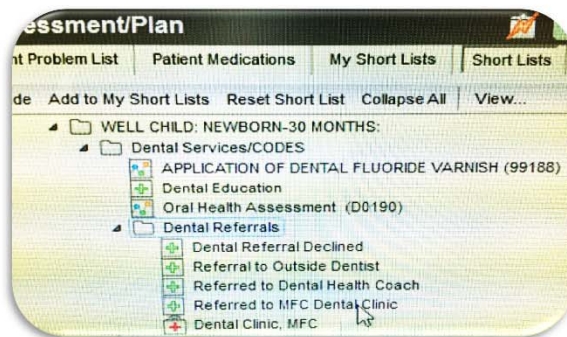 essment/Plan
nt Problem List Patient Medications My Short Lists Short Lists
de Add to My Short Lists Reset Short List Collapse All View...
WELL CHILD: NEWBORN-30 MONTHS:
Dental Services/CODES
APPLICATION OF DENTAL FLUORIDE VARNISH (99188)
Dental Education
Oral Health Assessment (D0190)
Dental Referrals
Dental Referral Declined
Referral to Outside Dentist
Referred to Dental Health Coach
Referred to MFC Dental Clinic
Dental Clinic, MFC